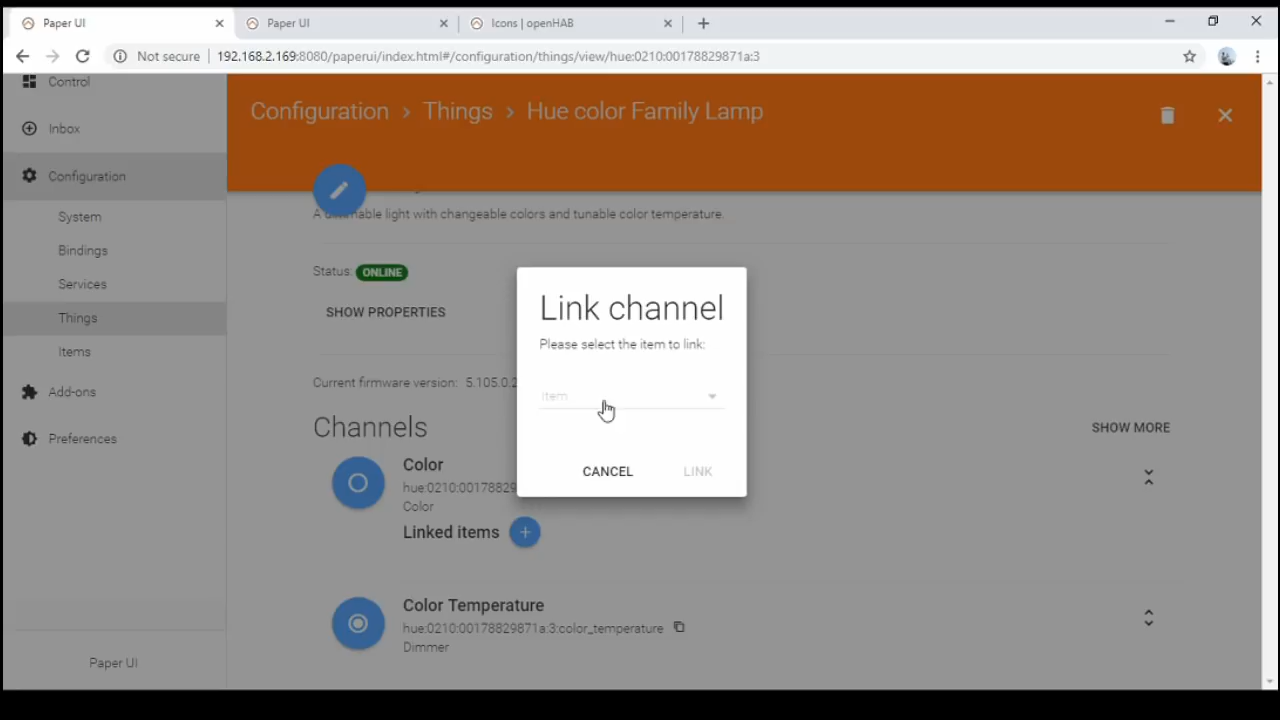 Paper UI
Paper UI
Icons | openHAB
Not secure
192.168.2.169:8080/paperui/index.html#/configuration/things/view/hue:0210:00178829871a:3
Control
Inbox
Configuration
System
Bindings
Services
Things
Items
Add-ons
Preferences
Paper UI
Configuration > Things > Hue color Family Lamp
A dimmable light with changeable colors and tunable color temperature.
Status: ONLINE
SHOW PROPERTIES
Current firmware version: 5.105.0.2
Channels
SHOW MORE
Color
hue:0210:0017882
Color
Linked items
Color Temperature
hue:0210:00178829871a:3:color_temperature
Dimmer
Link channel
Please select the item to link:
Item
CANCEL LINK